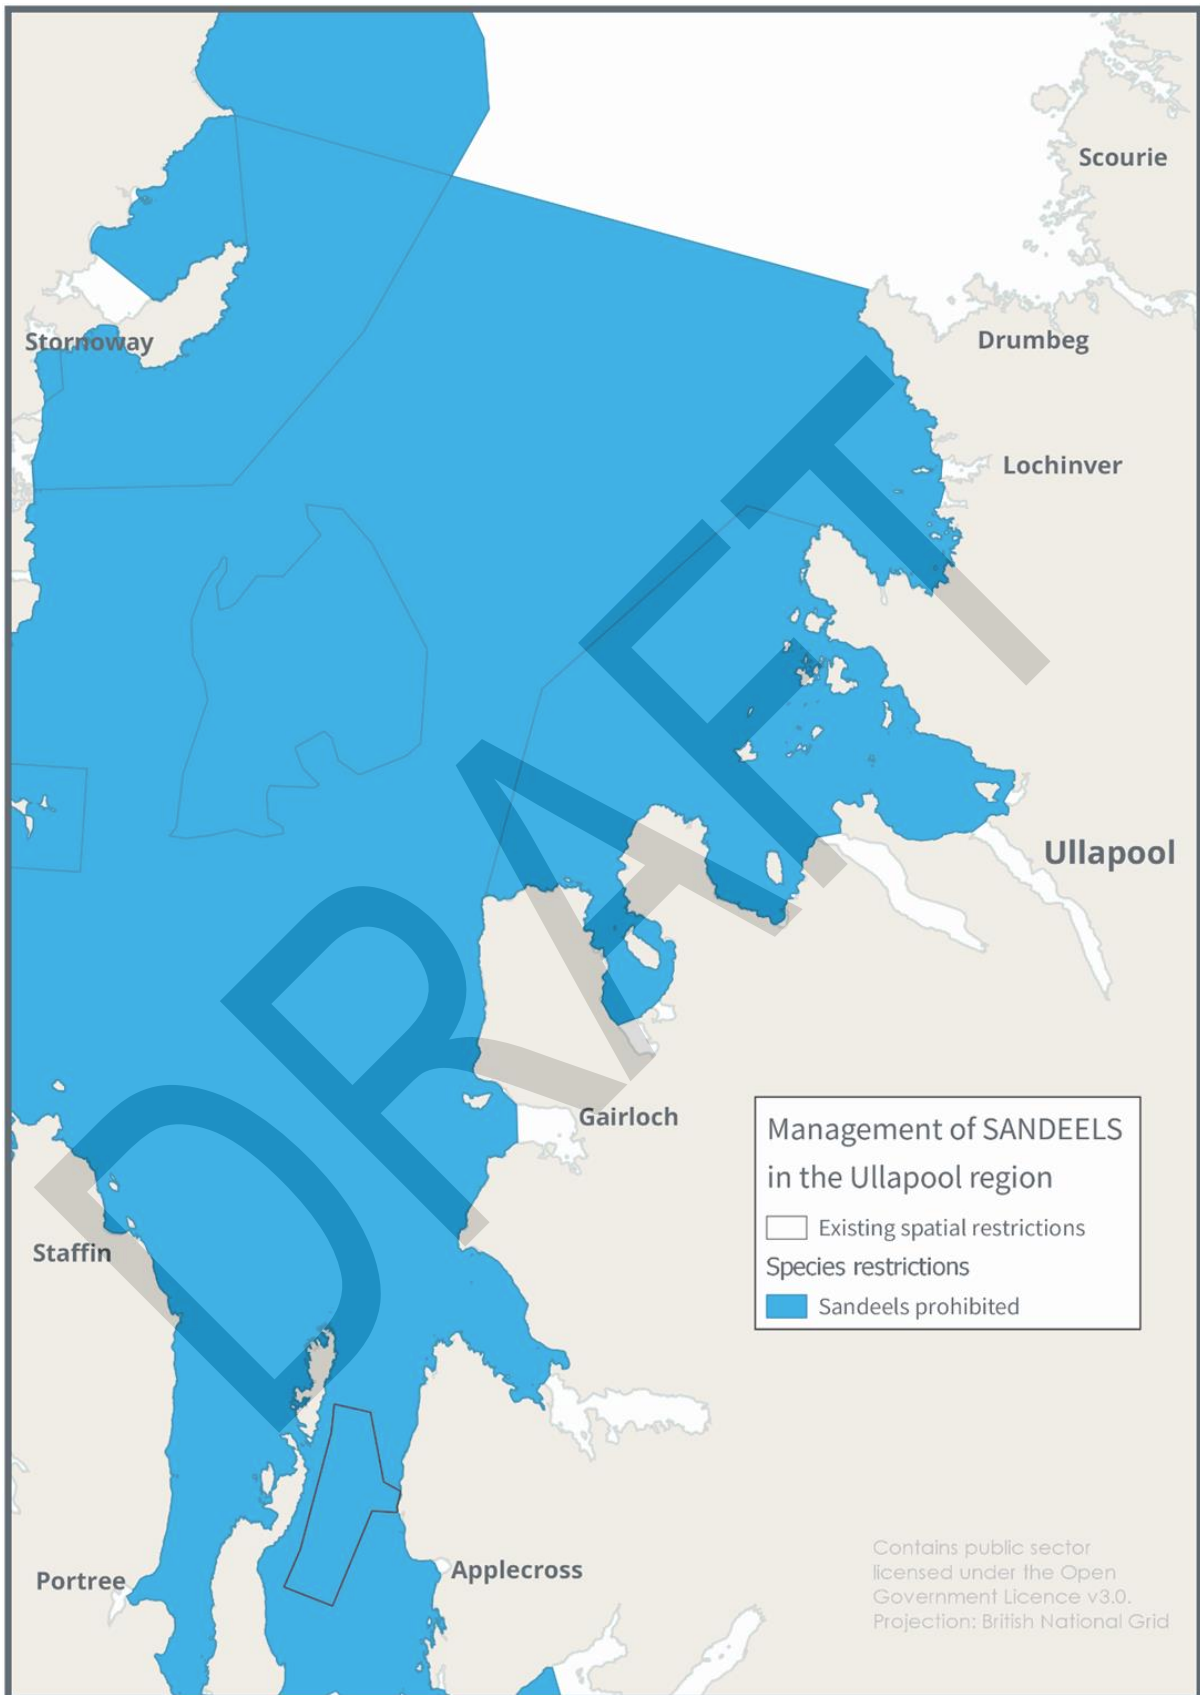 Scourie
Stornoway
Drumbeg
Lochinver
Ullapool
Gairloch
Management of SANDEELS
in the Ullapool region
Existing spatial restrictions
Species restrictions
Sandeels prohibited
Staffin
Portree
Applecross
Contains public sector
licensed under the Open
Government Licence v3.0.
Projection: British National Grid
DRAFT